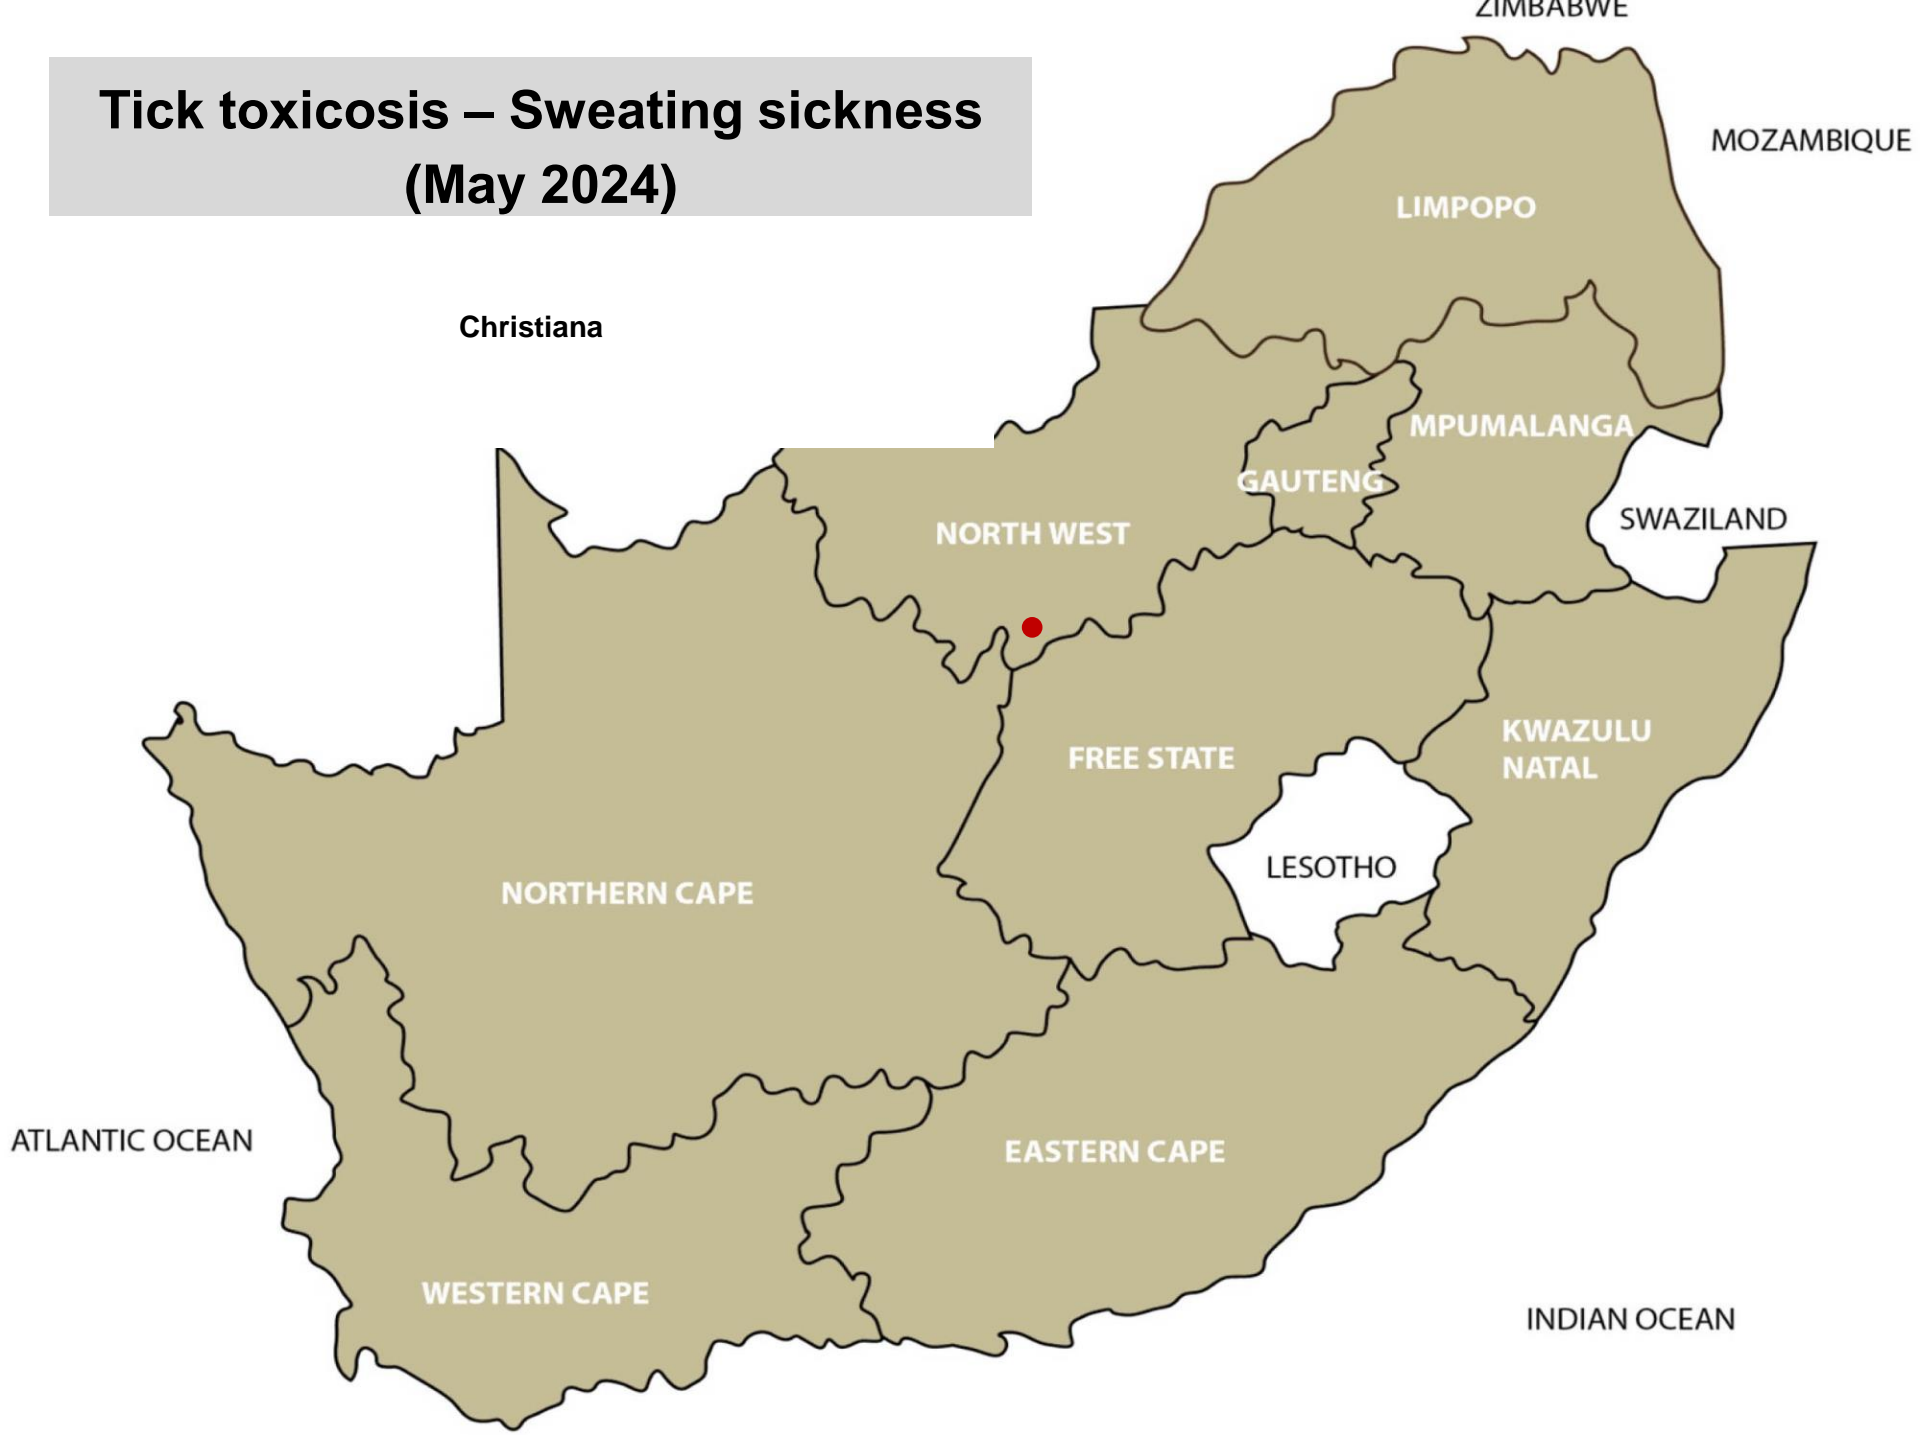 ZIMBABWE
Tick toxicosis – Sweating sickness
(May 2024)
MOZAMBIQUE
LIMPOPO
Christiana
MPUMALANGA
GAUTENG
SWAZILAND
NORTH WEST
KWAZULU
NATAL
FREE STATE
LESOTHO
NORTHERN CAPE
ATLANTIC OCEAN
EASTERN CAPE
WESTERN CAPE
INDIAN OCEAN